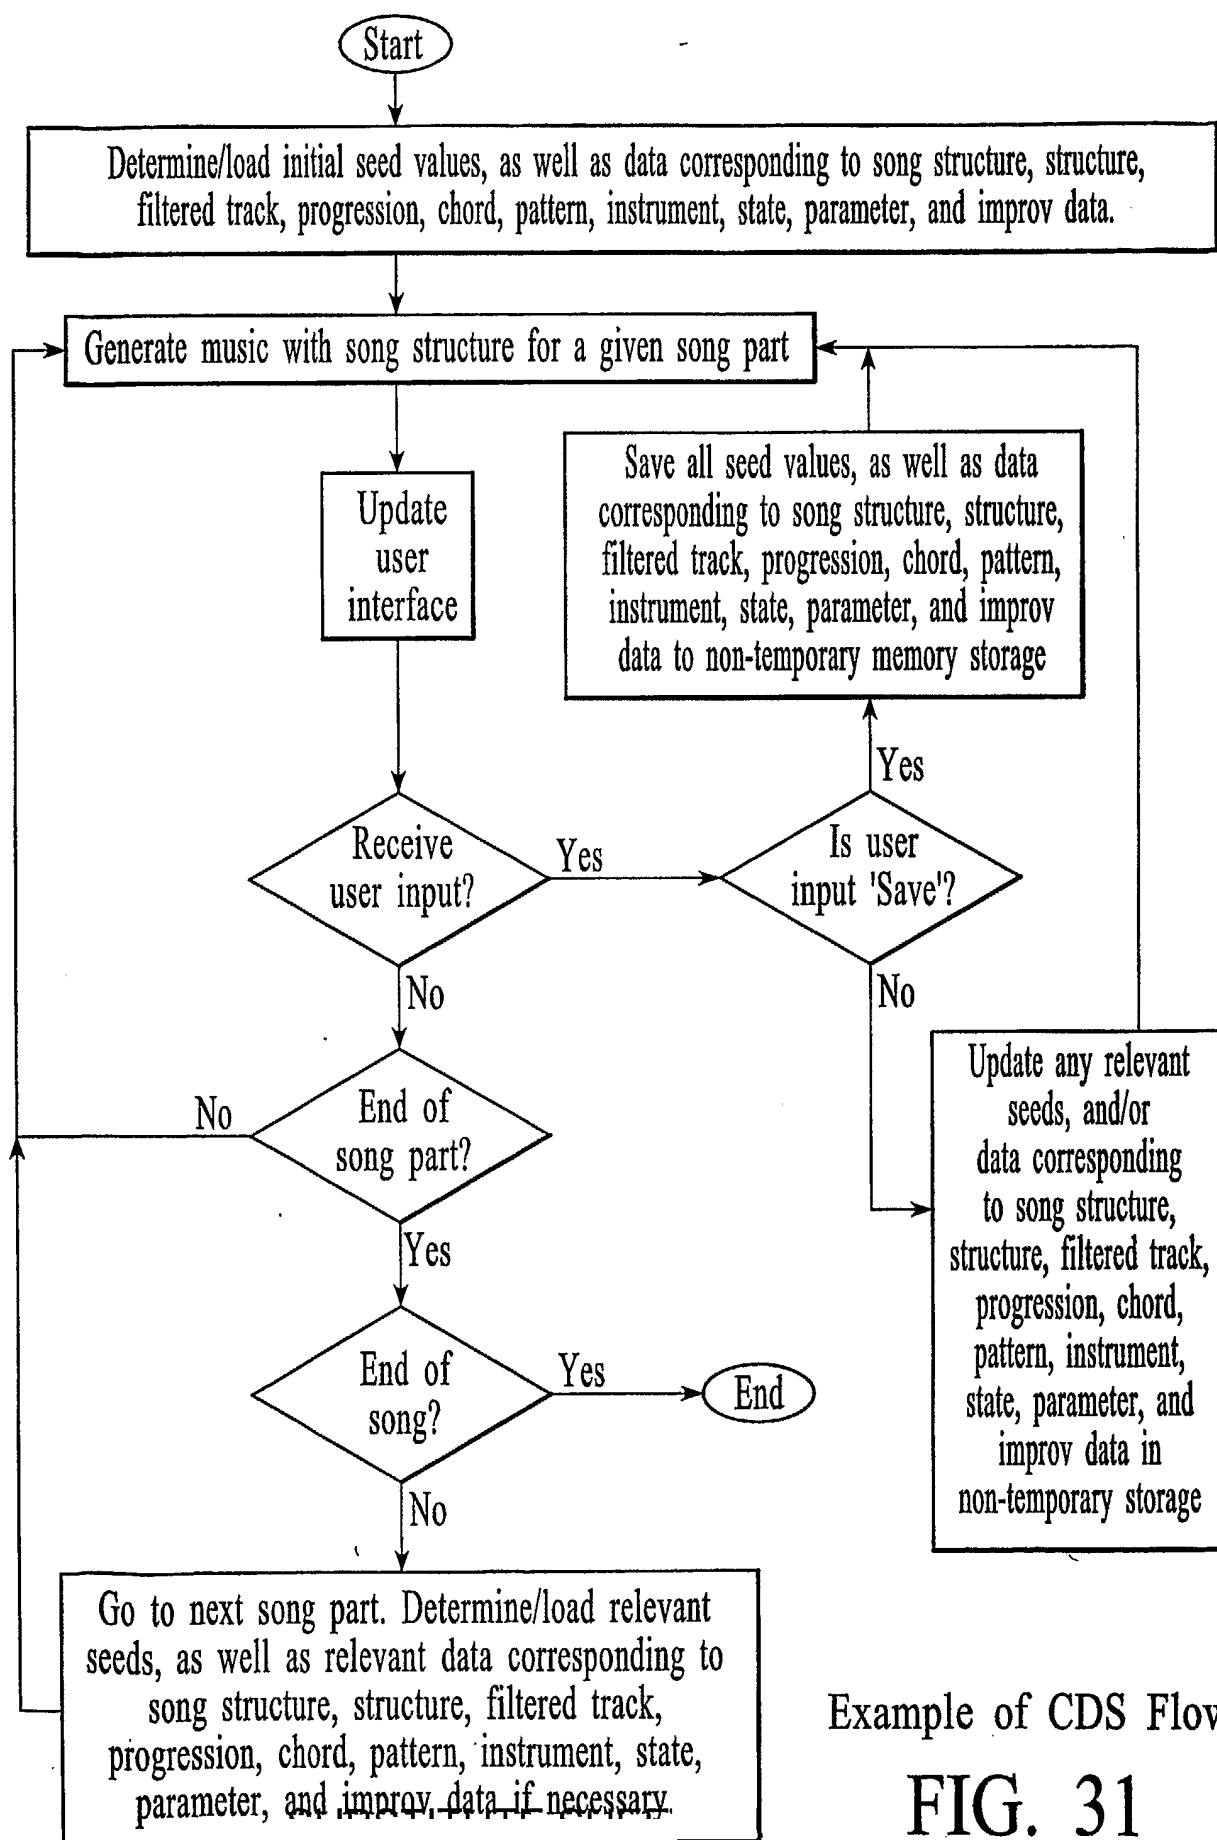 Start
Determine/load initial seed values, as well as data corresponding to song structure, structure,
filtered track, progression, chord, pattern, instrument, state, parameter, and improv data.
Generate music with song structure for a given song part
Update
user
interface
Save all seed values, as well as data
corresponding to song structure, structure,
filtered track, progression, chord, pattern,
instrument, state, parameter, and improv
data to non-temporary memory storage
Yes
Receive
user input?
Yes
Is user
input 'Save'?
No
No
Update any relevant
seeds, and/or
data corresponding
to song structure,
structure, filtered track,
progression, chord,
pattern, instrument,
state, parameter, and
improv data in
non-temporary storage
End of
song part?
No
Yes
End of
song?
Yes
End
No
Go to next song part. Determine/load relevant
seeds, as well as relevant data corresponding to
song structure, structure, filtered track,
progression, chord, pattern, instrument, state,
parameter, and improv data if necessary.
Example of CDS Flow
FIG. 31